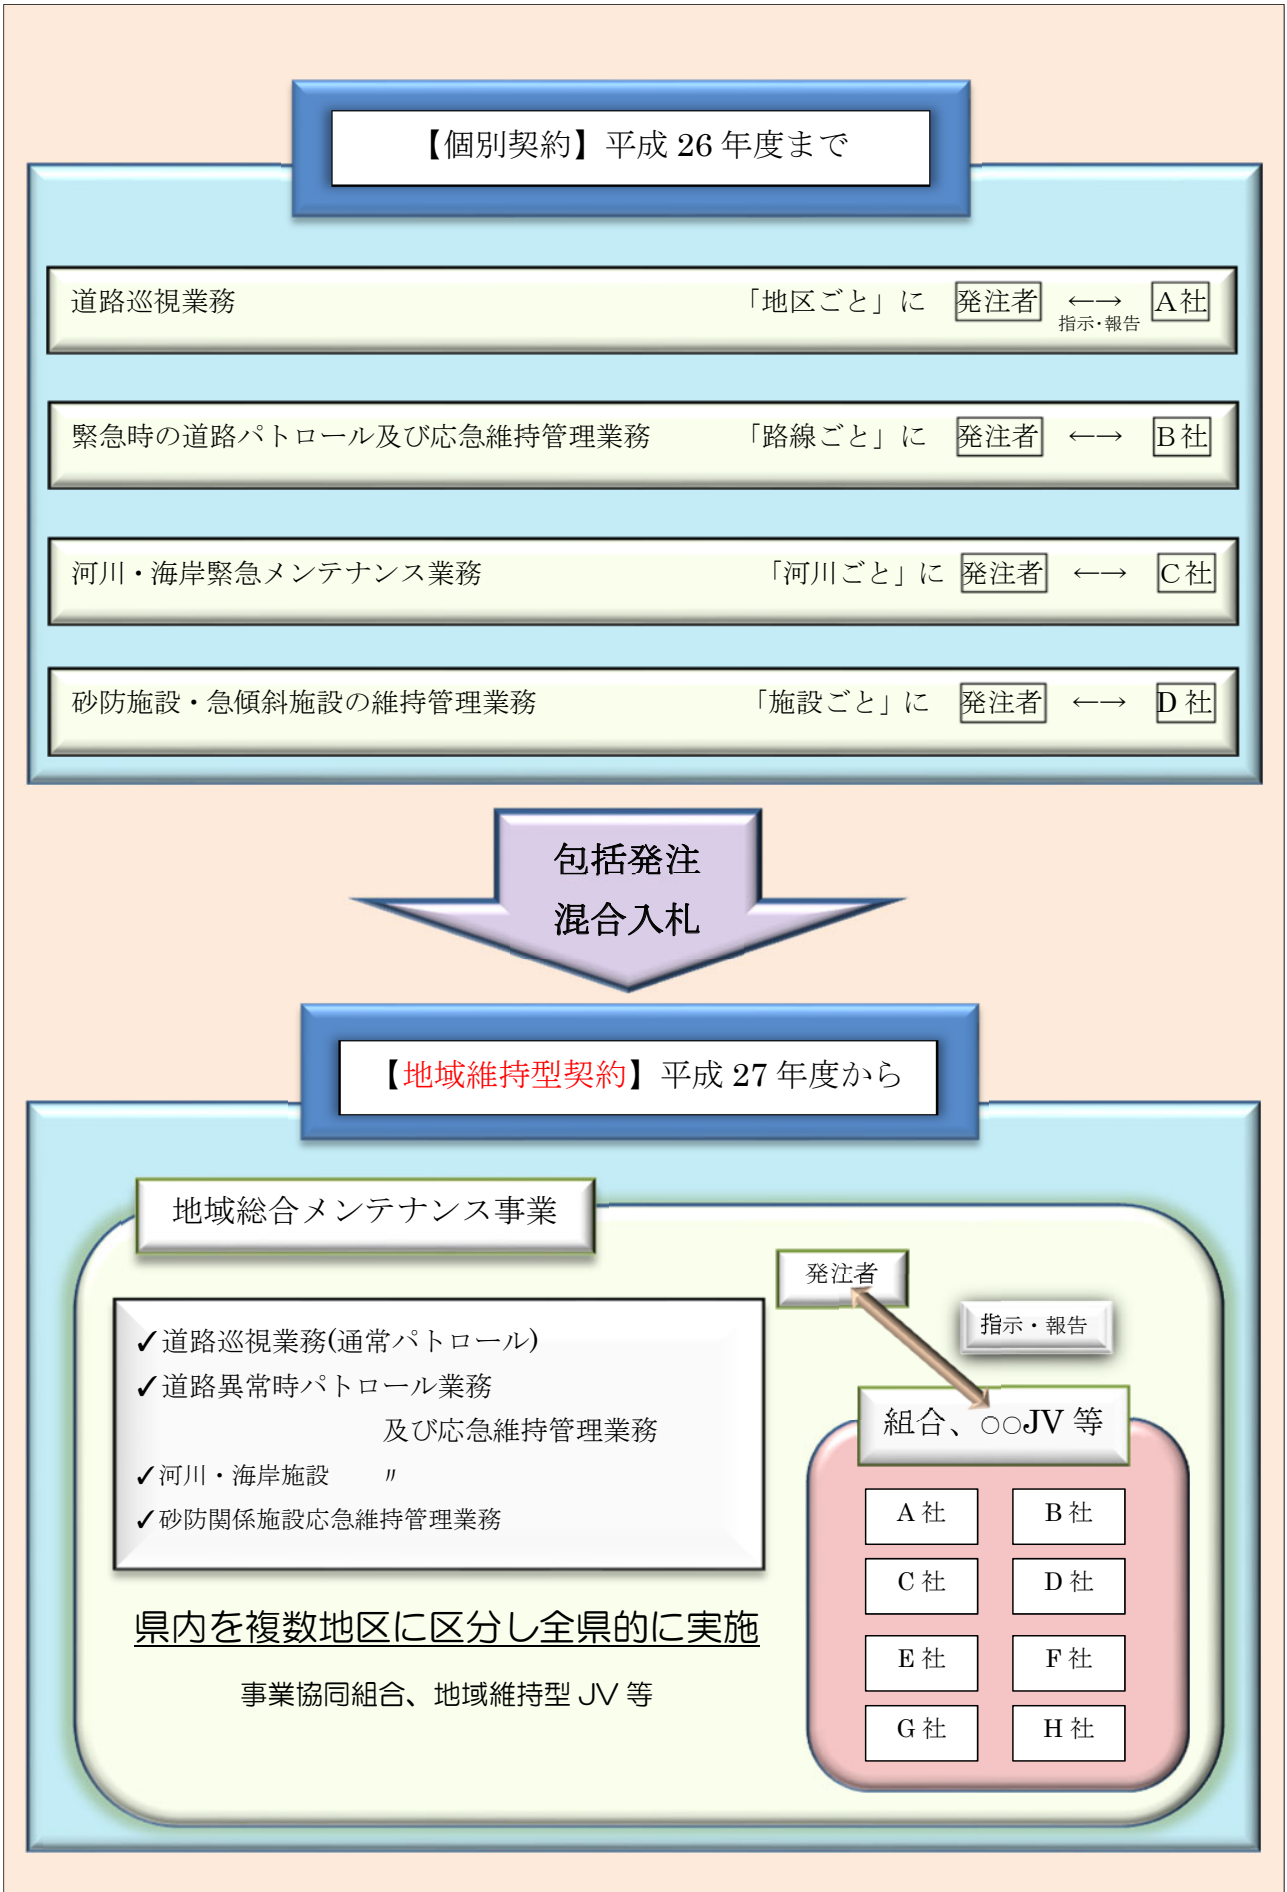 【個別契約】平成 26 年度まで
道路巡視業務 「地区ごと」に 発注者 ←→ A社
指示・報告
緊急時の道路パトロール及び応急維持管理業務 「路線ごと」に 発注者 ←→ B社
河川・海岸緊急メンテナンス業務 「河川ごと」に 発注者 ←→ C社
砂防施設・急傾斜施設の維持管理業務 「施設ごと」に 発注者 ←→ D 社
包括発注
混合入札
【地域維持型契約】平成 27 年度から
地域総合メンテナンス事業
✓道路巡視業務(通常パトロール)
✓道路異常時パトロール業務
及び応急維持管理業務
✓河川・海岸施設 〃
✓砂防関係施設応急維持管理業務
県内を複数地区に区分し全県的に実施
事業協同組合、地域維持型 JV 等
発注者
指示・報告
組合、○○JV 等
A 社 B 社
C 社 D 社
E 社 F 社
G 社 H 社